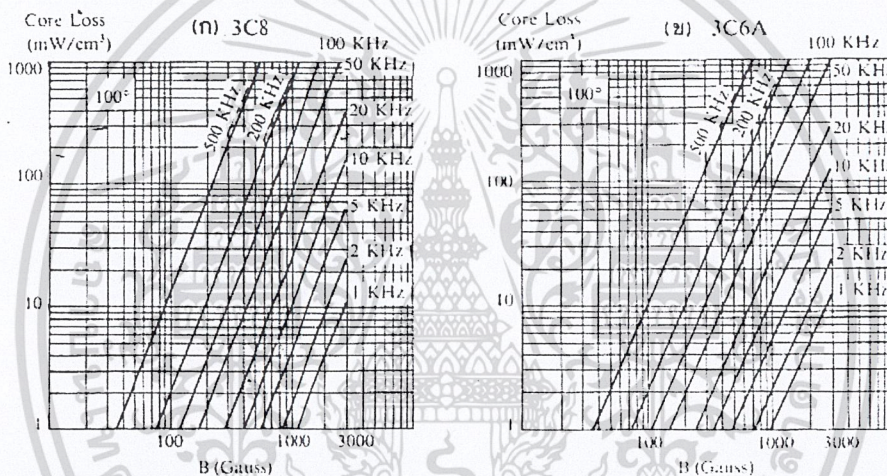 Core Loss
(mW/cm³)
(ก) 3C8
100 KHz
50 KHz
20 KHz
10 KHz
5 KHz
2 KHz
1 KHz
500 KHz
200 KHz
100°
1000
100
10
1
100
1000
3000
B (Gauss)
Core Loss
(mW/cm³)
(ข) 3C6A
100 KHz
50 KHz
20 KHz
10 KHz
5 KHz
2 KHz
1 KHz
500 KHz
200 KHz
100°
1000
100
10
1
100
1000
3000
B (Gauss)